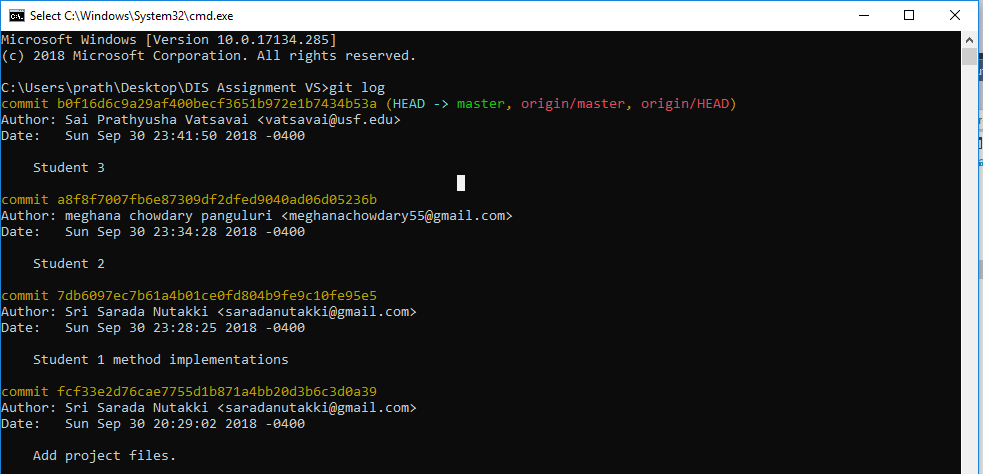 Select C:\Windows\System32\cmd.exe
Microsoft Windows [Version 10.0.17134.285]
(c) 2018 Microsoft Corporation. All rights reserved.
C:\Users\prath\Desktop\DIS Assignment VS>git log
commit b0f16d6c9a29af400becf3651b972e1b7434b53a (HEAD -> master, origin/master, origin/HEAD)
Author: Sai Prathyusha Vatsavai <vatsavai@usf.edu>
Date:   Sun Sep 30 23:41:50 2018 -0400
Student 3
commit a8f8f7007fb6e87309df2dfed9040ad06d05236b
Author: meghana chowdary panguluri <meghanachowdary55@gmail.com>
Date:   Sun Sep 30 23:34:28 2018 -0400
Student 2
commit 7db6097ec7b61a4b01ce0fd804b9fe9c10fe95e5
Author: Sri Sarada Nutakki <saradanutakki@gmail.com>
Date:   Sun Sep 30 23:28:25 2018 -0400
Student 1 method implementations
commit fcf33e2d76cae7755d1b871a4bb20d3b6c3d0a39
Author: Sri Sarada Nutakki <saradanutakki@gmail.com>
Date:   Sun Sep 30 20:29:02 2018 -0400
Add project files.